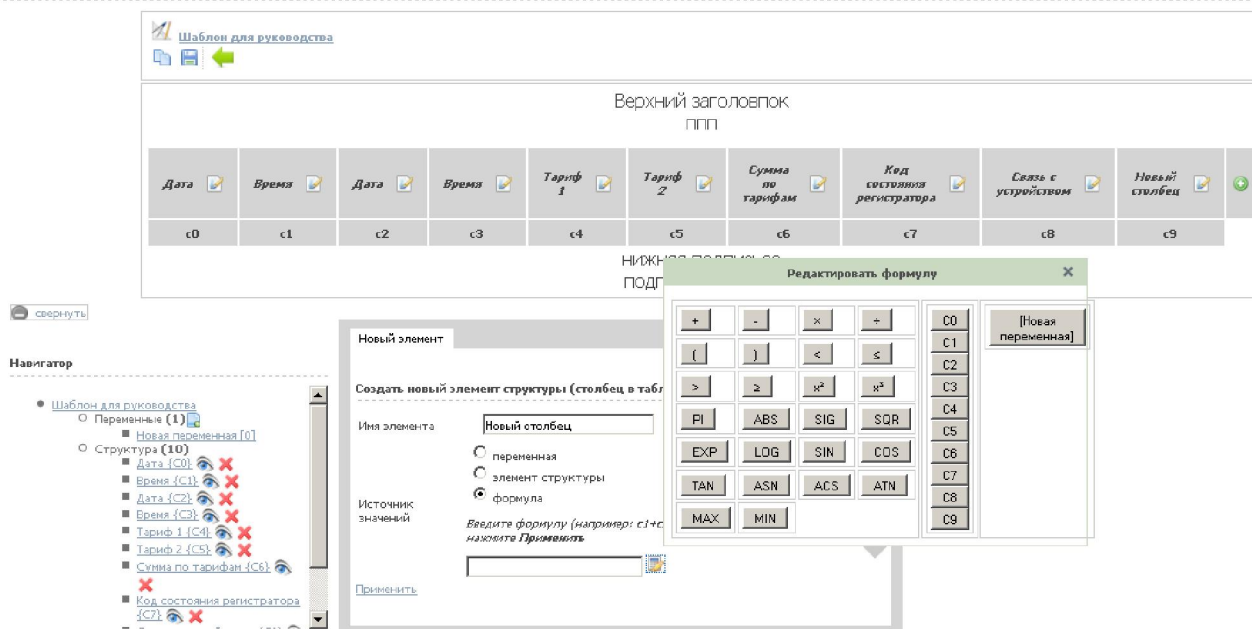 Шаблон для руководства
Верхний заголовпок
ППП
Дата Время Дата Время Тариф 1 Тариф 2 Сумма по тарифам Код состояния регистратора Связь с устройством Новый столбец
c0 c1 c2 c3 c4 c5 c6 c7 c8 c9
свернуть
Навигатор
Шаблон для руководства
Переменные (1)
Новая переменная [0]
Структура (10)
Дата {C0}
Время {C1}
Дата {C2}
Время {C3}
Тариф 1 {C4}
Тариф 2 {C5}
Сумма по тарифам {C6}
Код состояния регистратора
{C7}
Новый элемент
Создать новый элемент структуры (столбец в табл
Имя элемента
Новый столбец
переменная
элемент структуры
формула
Источник
значений
Введите формулу (например: c1+c
нажмите Применить
Применить
Редактировать формулу
+ - × ÷
( ) < ≤
> ≥ x² x³
PI ABS SIG SQR
EXP LOG SIN COS
TAN ASN ACS ATN
MAX MIN
C0
C1
C2
C3
C4
C5
C6
C7
C8
C9
[Новая
переменная]